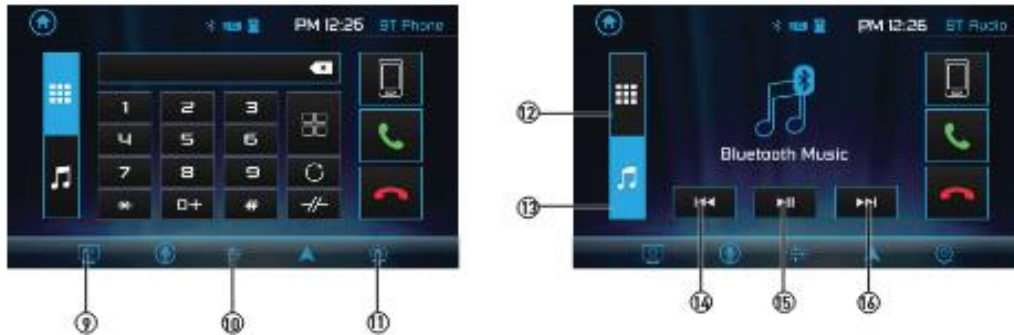 PM 12:26 BT Phone
1 2 3
4 5 6
7 8 9
* 0+ #
⑨ ⑩ ⑪
PM 12:26 BT Audio
⑫
Bluetooth Music
⑬
⑭ ⑮ ⑯